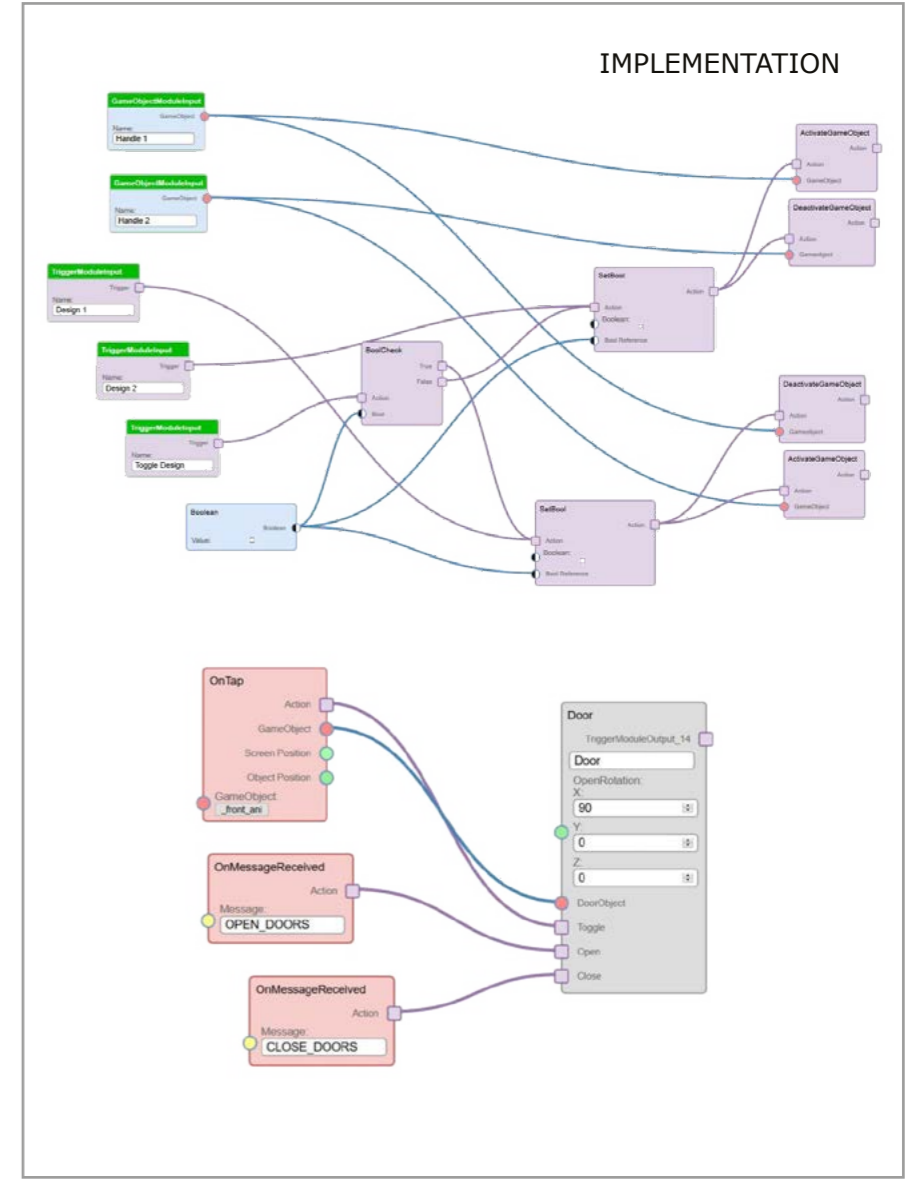 IMPLEMENTATION
GameObjectModuleInput
GameObject
Name:
Handle 1
GameObjectModuleInput
GameObject
Name:
Handle 2
TriggerModuleInput
Trigger
Name:
Design 1
TriggerModuleInput
Trigger
Name:
Design 2
TriggerModuleInput
Trigger
Name:
Toggle Design
Boolean
Boolean
Value:
BoolCheck
True
False
Action
Bool
SetBool
Action
Action
Boolean:
Bool Reference
SetBool
Action
Action
Boolean:
Bool Reference
ActivateGameObject
Action
Action
GameObject
DeactivateGameObject
Action
Action
Gameobject
DeactivateGameObject
Action
Action
Gameobject
ActivateGameObject
Action
Action
GameObject
OnTap
Action
GameObject
Screen Position
Object Position
GameObject:
_front_ani
OnMessageReceived
Action
Message:
OPEN_DOORS
OnMessageReceived
Action
Message:
CLOSE_DOORS
Door
TriggerModuleOutput_14
Door
OpenRotation:
X:
90
Y:
0
Z:
0
DoorObject
Toggle
Open
Close